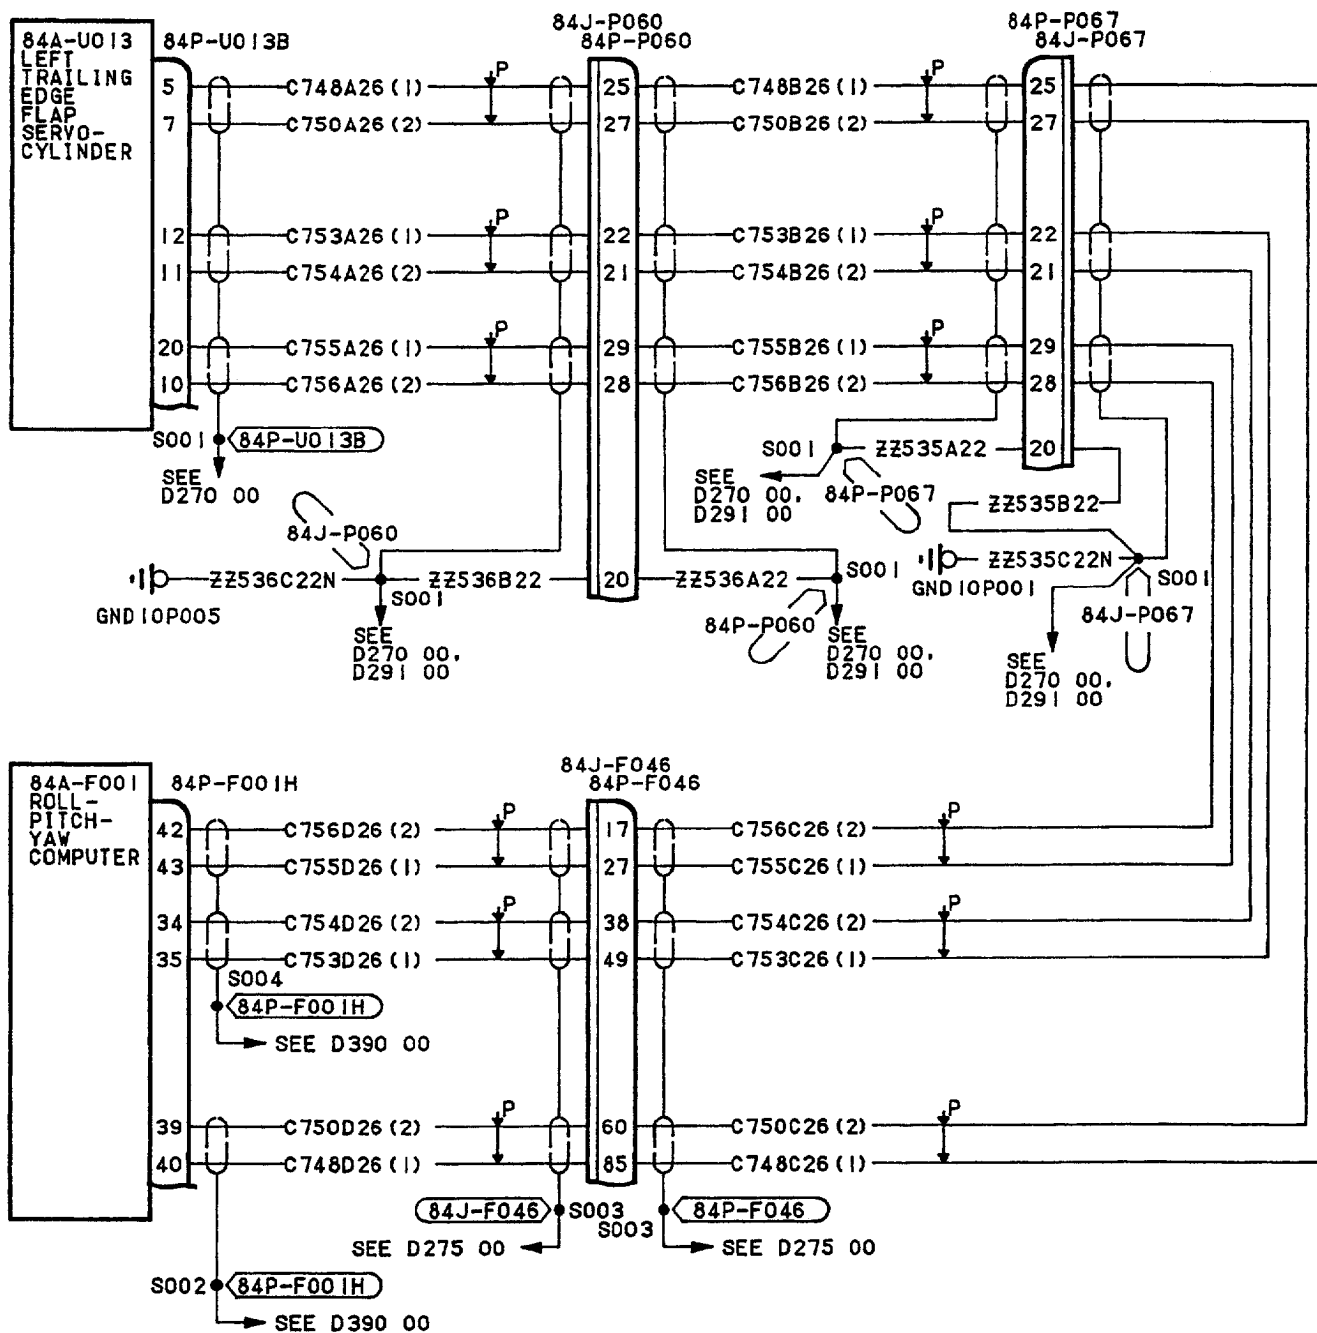 84J-P060
84P-P060
84P-P067
84J-P067
84A-U013
LEFT
TRAILING
EDGE
FLAP
SERVO-
CYLINDER
84P-U013B
5 C748A26(1) P 25 C748B26(1) P 25
7 C750A26(2) 27 C750B26(2) 27
12 C753A26(1) P 22 C753B26(1) P 22
11 C754A26(2) 21 C754B26(2) 21
20 C755A26(1) P 29 C755B26(1) P 29
10 C756A26(2) 28 C756B26(2) 28
S001 84P-U013B
SEE
D270 00
S001 ZZ535A22 20
SEE
D270 00,
D291 00
84P-P067
ZZ535B22
84J-P060
GND10P005
ZZ536C22N S001 ZZ536B22 20 ZZ536A22 S001
SEE
D270 00,
D291 00
84P-P060
SEE
D270 00,
D291 00
GND10P001
ZZ535C22N S001
84J-P067
SEE
D270 00,
D291 00
84A-F001
ROLL-
PITCH-
YAW
COMPUTER
84P-F001H
84J-F046
84P-F046
42 C756D26(2) P 17 C756C26(2) P
43 C755D26(1) 27 C755C26(1)
34 C754D26(2) P 38 C754C26(2) P
35 C753D26(1) 49 C753C26(1)
S004
84P-F001H
SEE D390 00
39 C750D26(2) P 60 C750C26(2) P
40 C748D26(1) 85 C748C26(1)
84J-F046 S003
S003 84P-F046
SEE D275 00
SEE D275 00
S002 84P-F001H
SEE D390 00